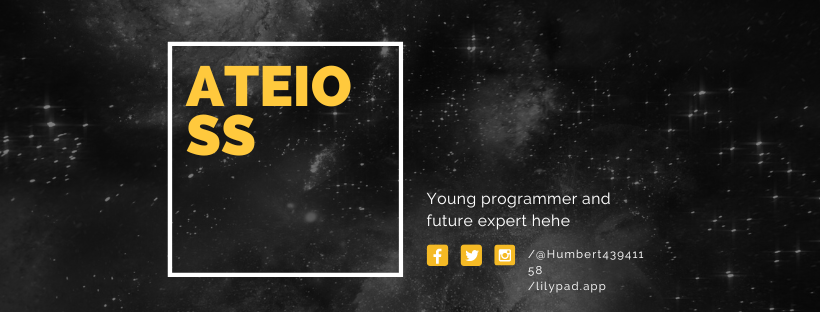 ATEIO
SS
Young programmer and
future expert hehe
/@Humbert439411
58
/lilypad.app